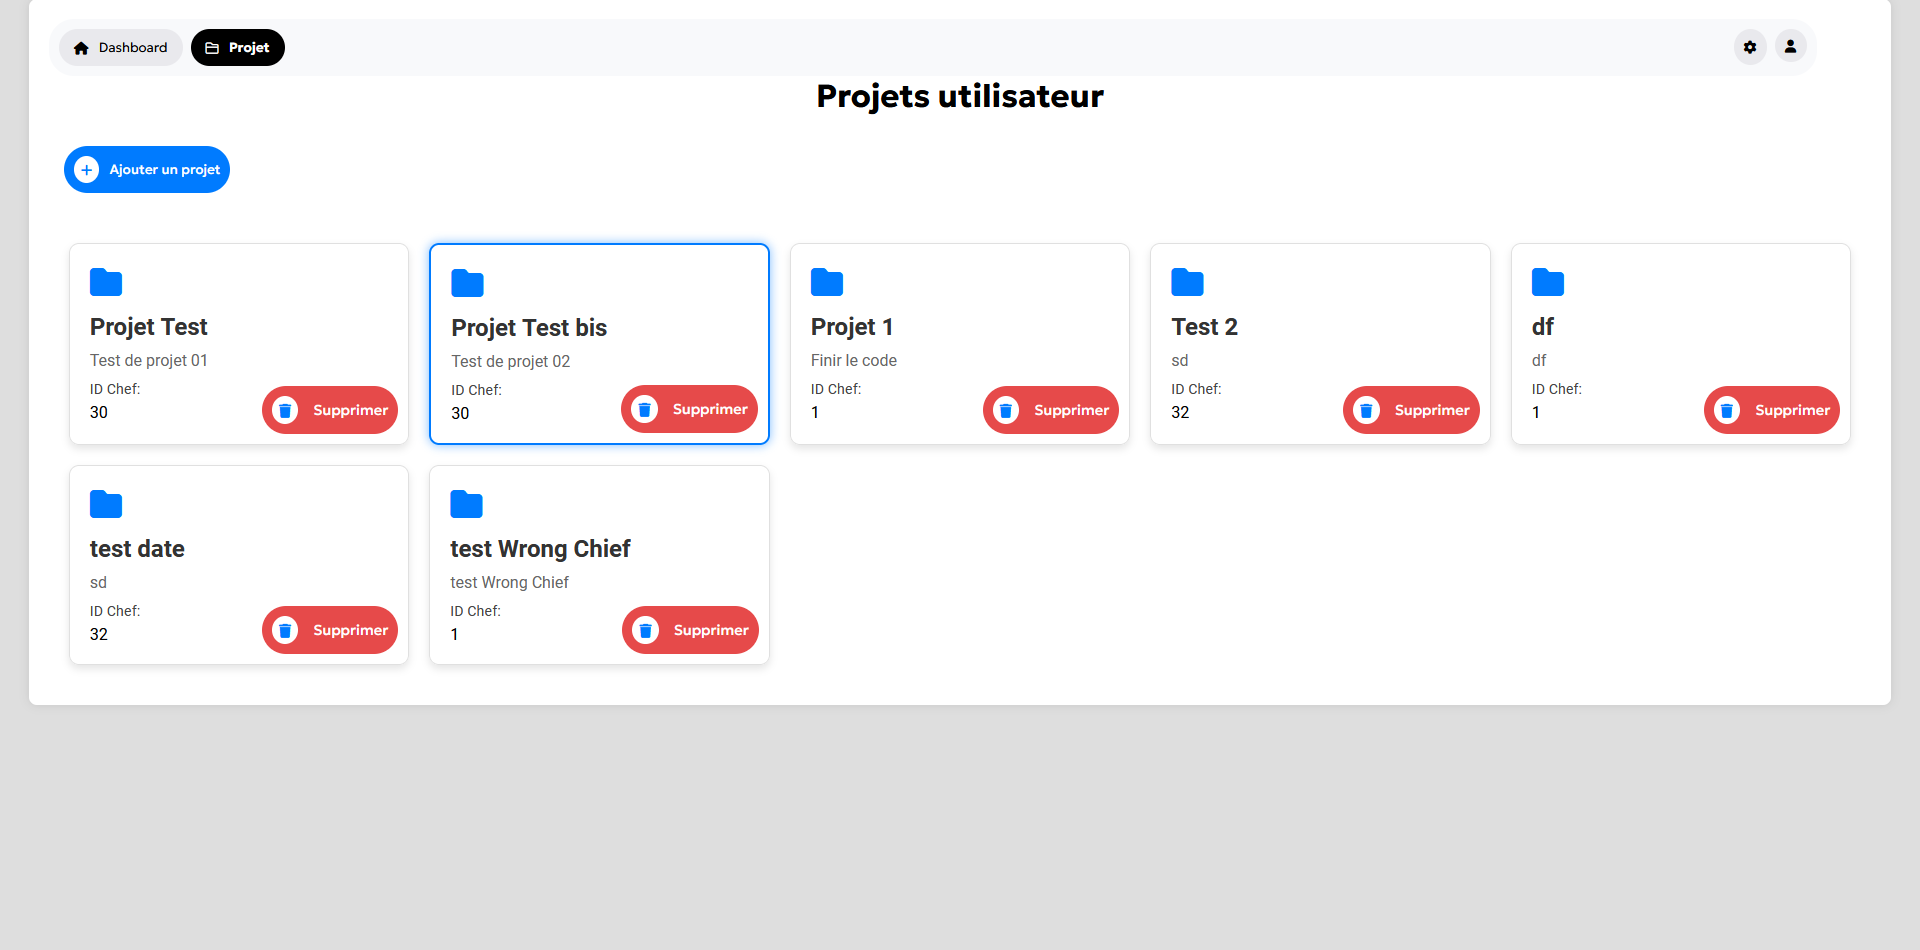 Dashboard
Projet
Projets utilisateur
Ajouter un projet
Projet Test
Test de projet 01
ID Chef:
30
Supprimer
Projet Test bis
Test de projet 02
ID Chef:
30
Supprimer
Projet 1
Finir le code
ID Chef:
1
Supprimer
Test 2
sd
ID Chef:
32
Supprimer
df
df
ID Chef:
1
Supprimer
test date
sd
ID Chef:
32
Supprimer
test Wrong Chief
test Wrong Chief
ID Chef:
1
Supprimer